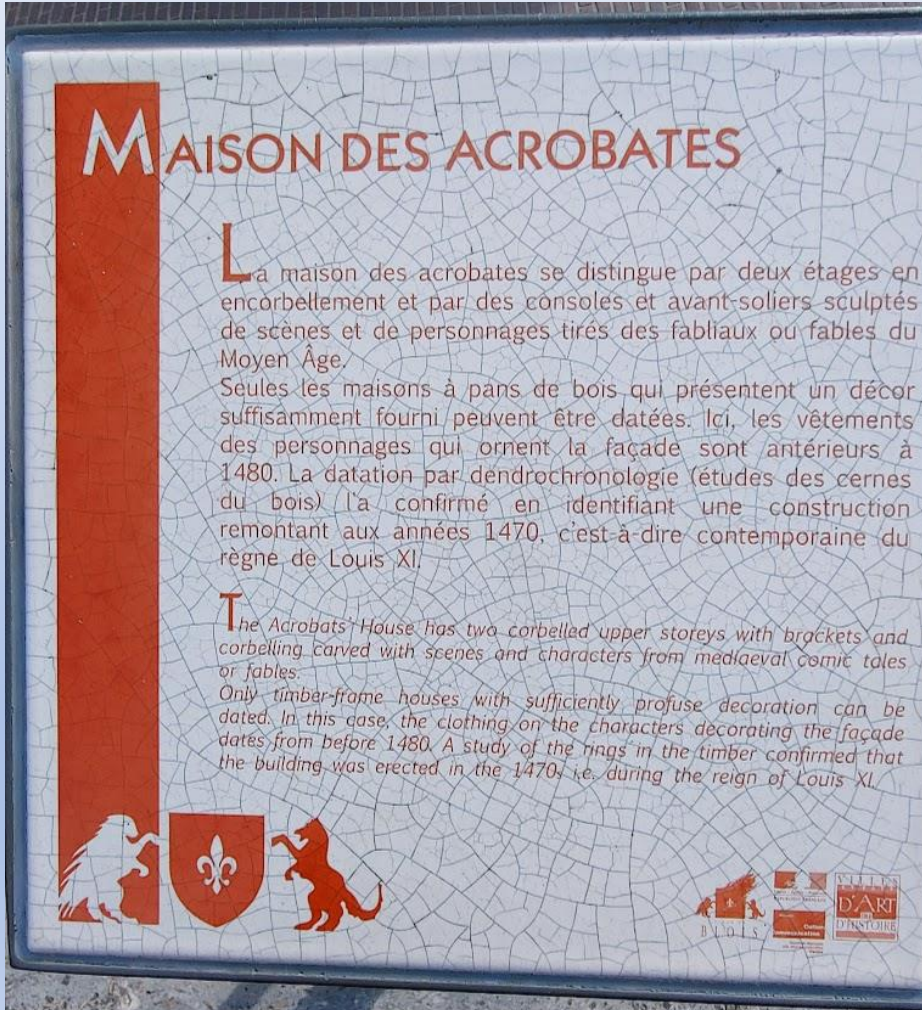 MAISON DES ACROBATES
La maison des acrobates se distingue par deux étages en
encorbellement et par des consoles et avant-soliers sculptés
de scènes et de personnages tirés des fabliaux ou fables du
Moyen Âge.
Seules les maisons à pans de bois qui présentent un décor
suffisamment fourni peuvent être datées. Ici, les vêtements
des personnages qui ornent la façade sont antérieurs à
1480. La datation par dendrochronologie (études des cernes
du bois) l'a confirmé en identifiant une construction
remontant aux années 1470, c'est-à-dire contemporaine du
règne de Louis XI.
The Acrobats' House has two corbelled upper storeys with brackets and
corbelling carved with scenes and characters from mediaeval comic tales
or fables.
Only timber-frame houses with sufficiently profuse decoration can be
dated. In this case, the clothing on the characters decorating the façade
dates from before 1480. A study of the rings in the timber confirmed that
the building was erected in the 1470, i.e. during the reign of Louis XI.
BLOIS
VILLES
D'ART
ET
D'HISTOIRE